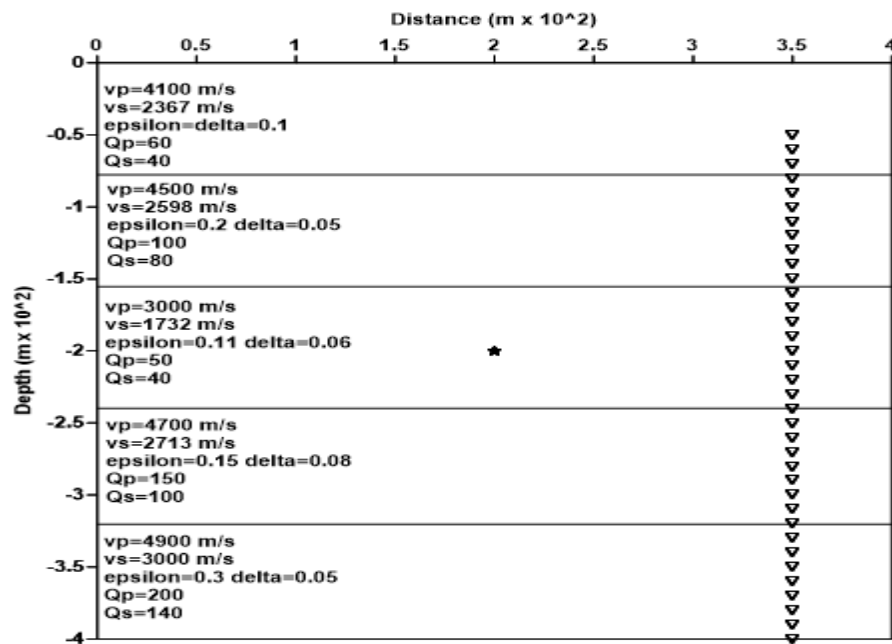 Distance (m x 10^2)
0 0.5 1 1.5 2 2.5 3 3.5 4
0
vp=4100 m/s
vs=2367 m/s
epsilon=delta=0.1
Qp=60
Qs=40
-0.5
vp=4500 m/s
vs=2598 m/s
epsilon=0.2 delta=0.05
Qp=100
Qs=80
-1
-1.5
vp=3000 m/s
vs=1732 m/s
epsilon=0.11 delta=0.06
Qp=50
Qs=40
-2
Depth (m x 10^2)
-2.5
vp=4700 m/s
vs=2713 m/s
epsilon=0.15 delta=0.08
Qp=150
Qs=100
-3
vp=4900 m/s
vs=3000 m/s
epsilon=0.3 delta=0.05
Qp=200
Qs=140
-3.5
-4